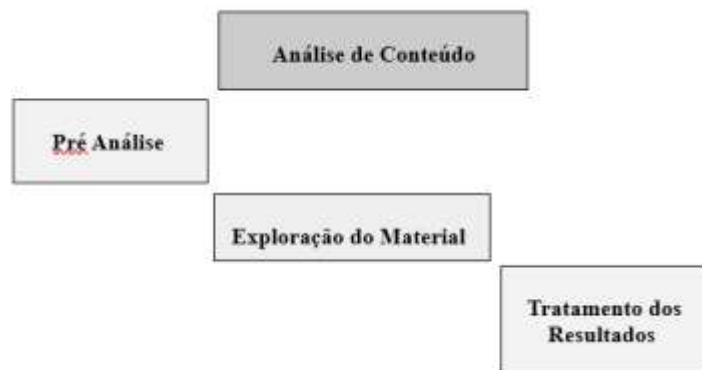 Análise de Conteúdo
Pré Análise
Exploração do Material
Tratamento dos
Resultados